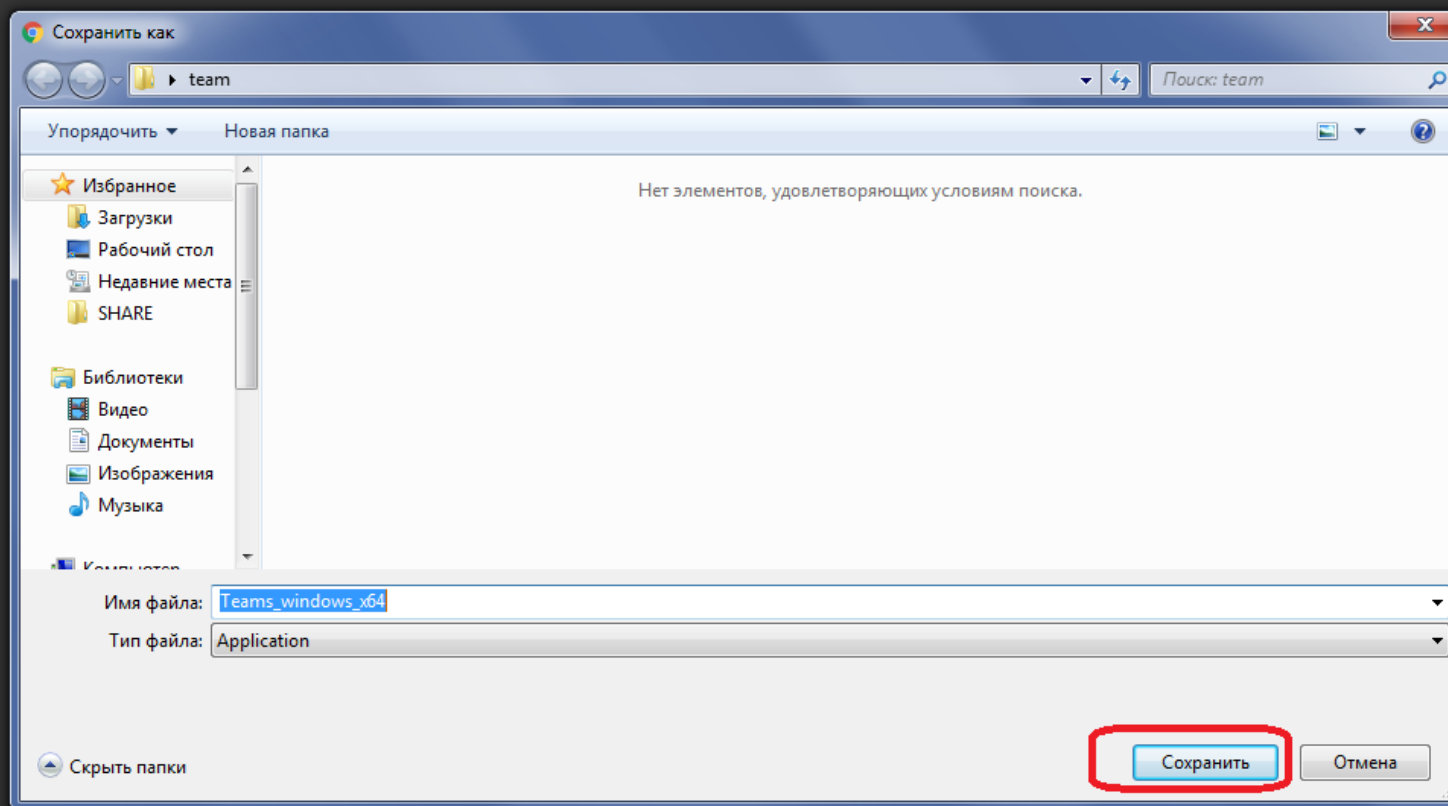 Сохранить как
team
Поиск: team
Упорядочить
Новая папка
Избранное
Загрузки
Рабочий стол
Недавние места
SHARE
Библиотеки
Видео
Документы
Изображения
Музыка
Компьютер
Нет элементов, удовлетворяющих условиям поиска.
Имя файла: Teams_windows_x64
Тип файла: Application
Скрыть папки
Сохранить
Отмена